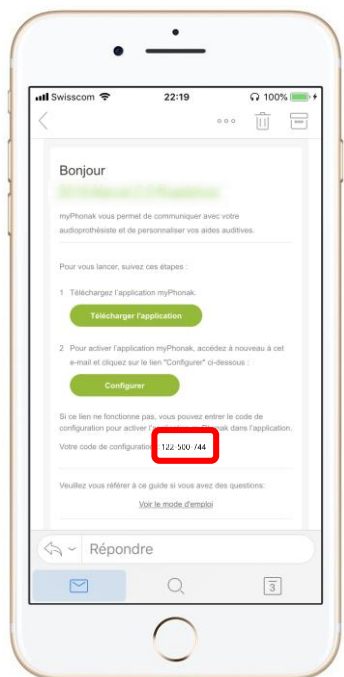 Swisscom 22:19 100%
Bonjour
myPhonak vous permet de communiquer avec votre
audioprothésiste et de personnaliser vos aides auditives.
Pour vous lancer, suivez ces étapes :
1 Téléchargez l'application myPhonak.
Télécharger l'application
2 Pour activer l'application myPhonak, accédez à nouveau à cet
e-mail et cliquez sur le lien "Configurer" ci-dessous :
Configurer
Si ce lien ne fonctionne pas, vous pouvez entrer le code de
configuration pour activer l'application myPhonak dans l'application.
Votre code de configuration 122-500-744
Veuillez vous référer à ce guide si vous avez des questions:
Voir le mode d'emploi
Répondre
3